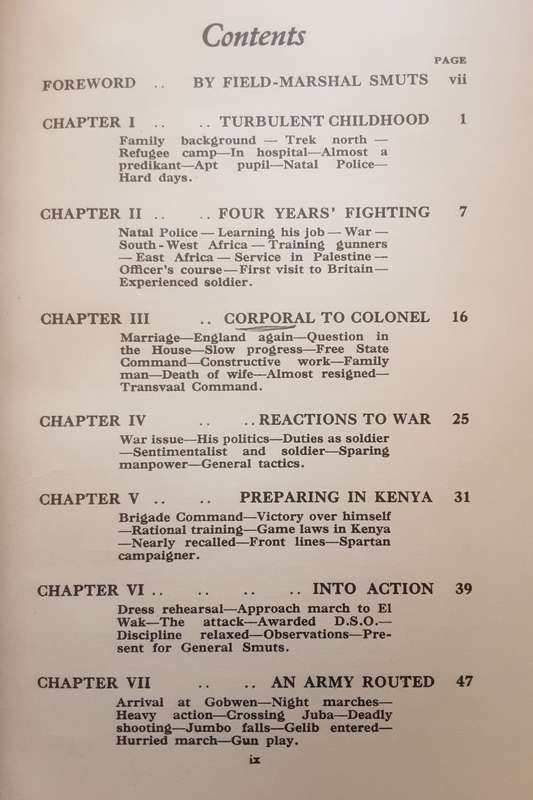 Contents
PAGE
FOREWORD .. BY FIELD-MARSHAL SMUTS vii
CHAPTER I .. .. TURBULENT CHILDHOOD 1
Family background — Trek north —
Refugee camp—In hospital—Almost a
predikant—Apt pupil—Natal Police—
Hard days.
CHAPTER II .. .. FOUR YEARS' FIGHTING 7
Natal Police — Learning his job — War —
South-West Africa — Training gunners
— East Africa — Service in Palestine —
Officer's course—First visit to Britain—
Experienced soldier.
CHAPTER III .. CORPORAL TO COLONEL 16
Marriage—England again—Question in
the House—Slow progress—Free State
Command—Constructive work—Family
man—Death of wife—Almost resigned—
Transvaal Command.
CHAPTER IV .. .. REACTIONS TO WAR 25
War issue—His politics—Duties as soldier
—Sentimentalist and soldier—Sparing
manpower—General tactics.
CHAPTER V .. .. PREPARING IN KENYA 31
Brigade Command—Victory over himself
—Rational training—Game laws in Kenya
—Nearly recalled—Front lines—Spartan
campaigner.
CHAPTER VI .. .. .. .. INTO ACTION 39
Dress rehearsal—Approach march to El
Wak—The attack—Awarded D.S.O.—
Discipline relaxed—Observations—Pre-
sent for General Smuts.
CHAPTER VII .. .. AN ARMY ROUTED 47
Arrival at Gobwen—Night marches—
Heavy action—Crossing Juba—Deadly
shooting—Jumbo falls—Gelib entered—
Hurried march—Gun play.
ix